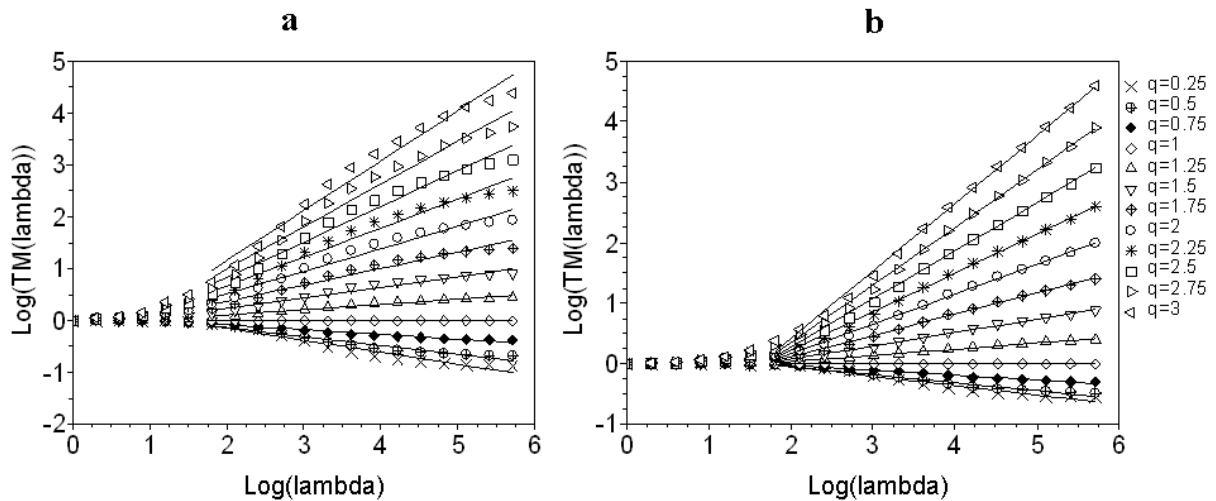 a
b
5
4
3
2
1
0
-1
-2
0
1
2
3
4
5
6
Log(TM(lambda))
Log(lambda)
5
4
3
2
1
0
-1
0
1
2
3
4
5
6
Log(TM(lambda))
Log(lambda)
q=0.25
q=0.5
q=0.75
q=1
q=1.25
q=1.5
q=1.75
q=2
q=2.25
q=2.5
q=2.75
q=3